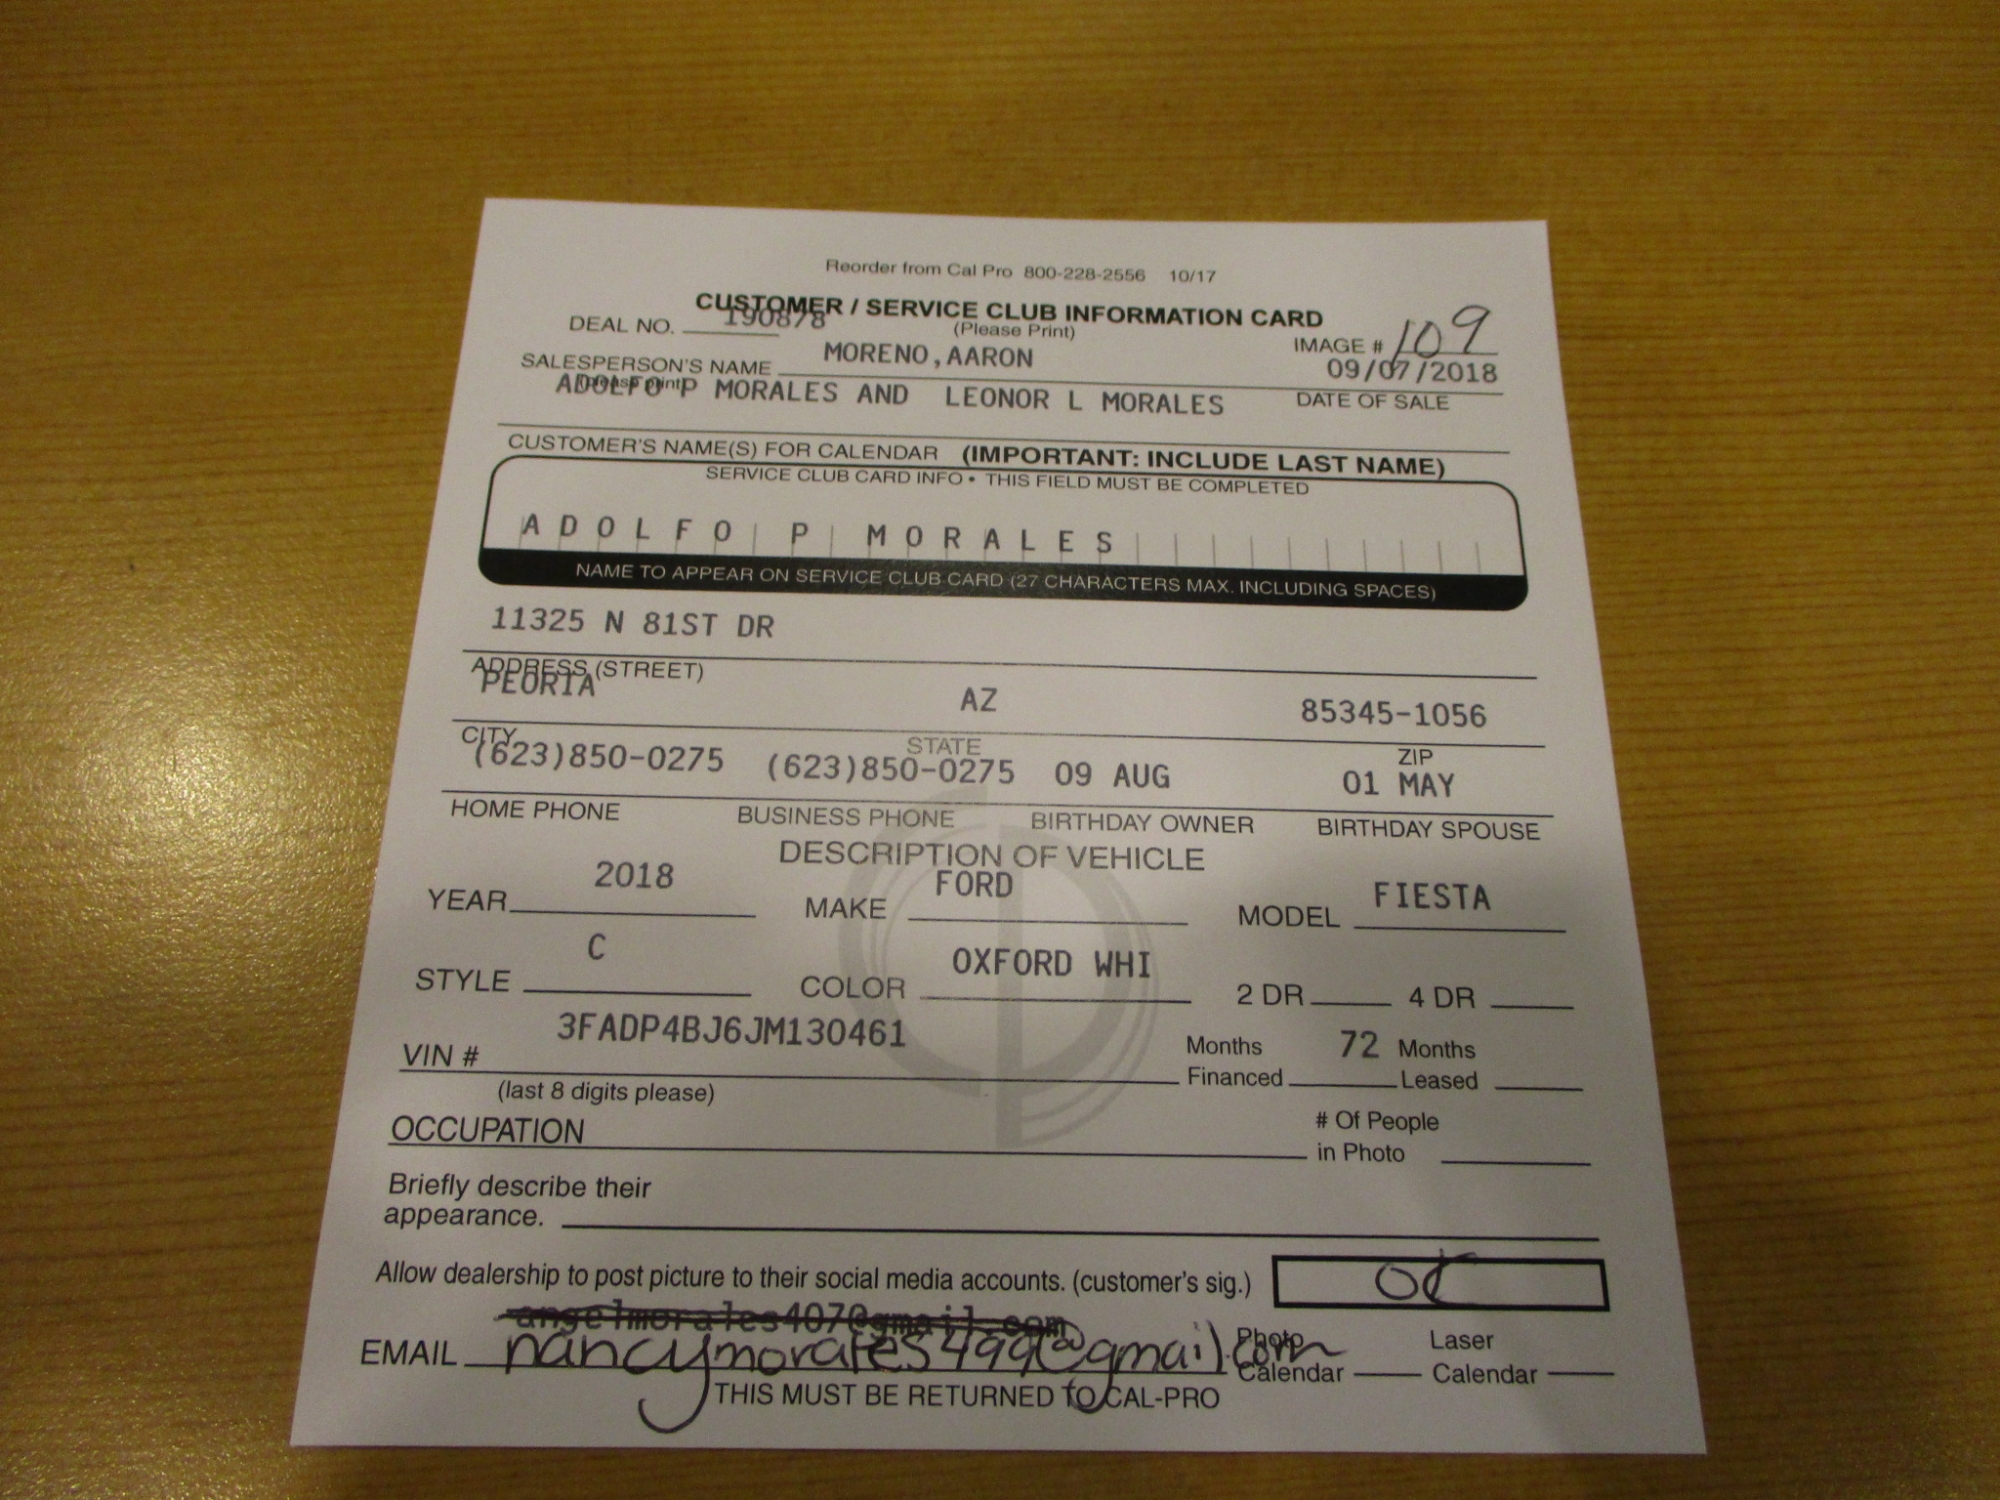 Reorder from Cal Pro 800-228-2556 10/17
CUSTOMER / SERVICE CLUB INFORMATION CARD
DEAL NO. 190878 (Please Print)
IMAGE # 109
SALESPERSON'S NAME MORENO,AARON 09/07/2018
(please print)
ADOLFO P MORALES AND LEONOR L MORALES DATE OF SALE
CUSTOMER'S NAME(S) FOR CALENDAR (IMPORTANT: INCLUDE LAST NAME)
SERVICE CLUB CARD INFO • THIS FIELD MUST BE COMPLETED
ADOLFO P MORALES
NAME TO APPEAR ON SERVICE CLUB CARD (27 CHARACTERS MAX. INCLUDING SPACES)
11325 N 81ST DR
ADDRESS (STREET)
PEORIA AZ 85345-1056
CITY STATE ZIP
(623)850-0275 (623)850-0275 09 AUG 01 MAY
HOME PHONE BUSINESS PHONE BIRTHDAY OWNER BIRTHDAY SPOUSE
DESCRIPTION OF VEHICLE
YEAR 2018 MAKE FORD MODEL FIESTA
STYLE C COLOR OXFORD WHI 2 DR 4 DR
VIN # 3FADP4BJ6JM130461 Months Financed 72 Months Leased
(last 8 digits please)
OCCUPATION # Of People in Photo
Briefly describe their
appearance.
Allow dealership to post picture to their social media accounts. (customer's sig.) OK
angelmorales407@gmail.com
EMAIL nancymorales499@gmail.com Photo Calendar Laser Calendar
THIS MUST BE RETURNED TO CAL-PRO